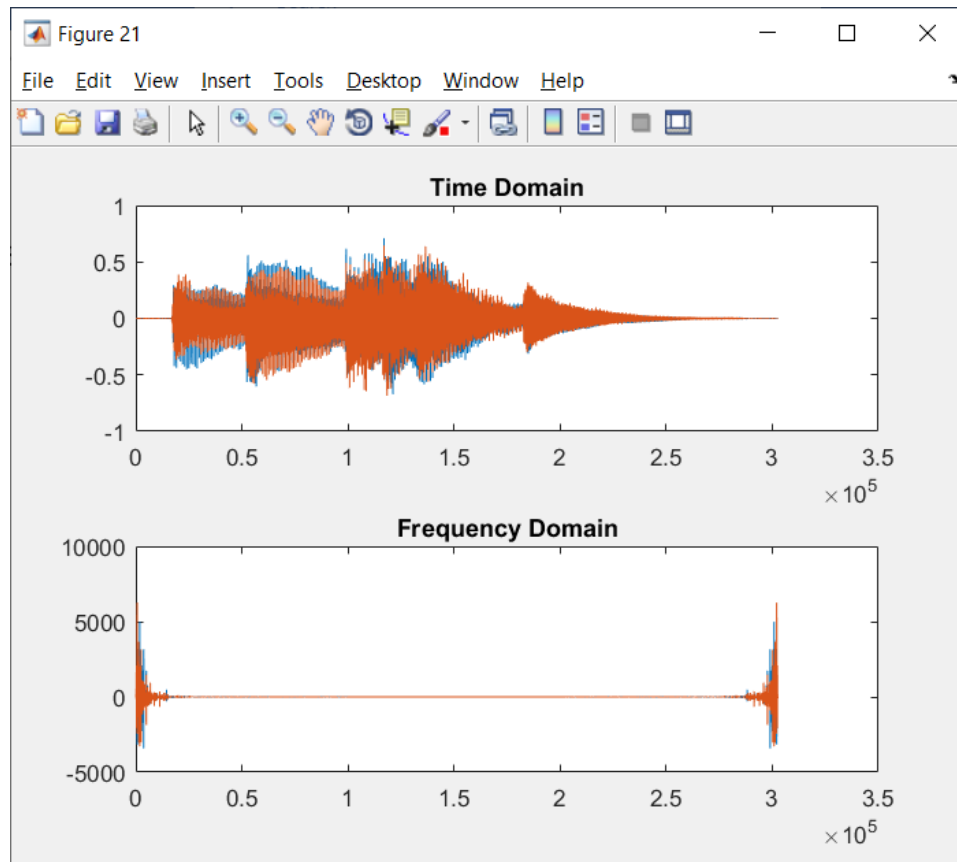 Figure 21
File Edit View Insert Tools Desktop Window Help
Time Domain
1
0.5
0
-0.5
-1
0 0.5 1 1.5 2 2.5 3 3.5
×10^5
Frequency Domain
10000
5000
0
-5000
0 0.5 1 1.5 2 2.5 3 3.5
×10^5